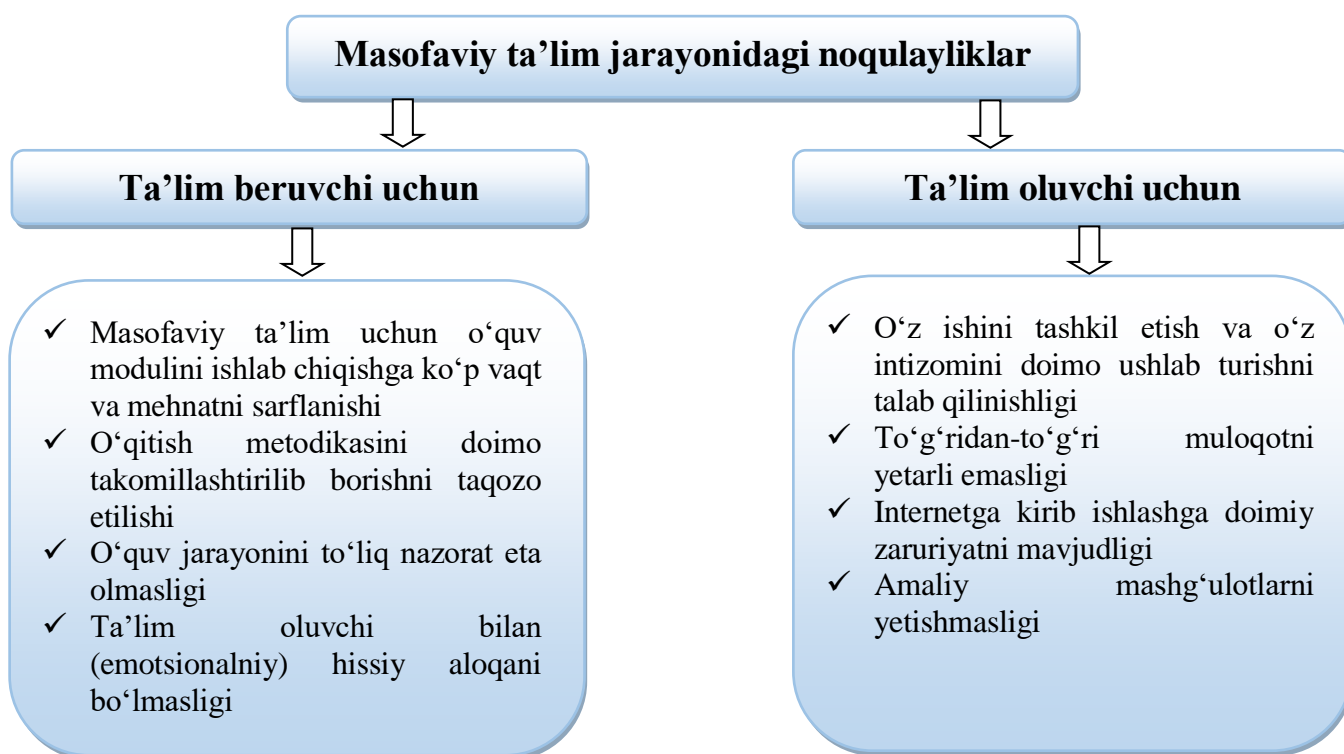 Masofaviy ta’lim jarayonidagi noqulayliklar
Ta’lim beruvchi uchun
✓ Masofaviy ta’lim uchun o‘quv
modulini ishlab chiqishga ko‘p vaqt
va mehnatni sarflanishi
✓ O‘qitish metodikasini doimo
takomillashtirilib borishni taqozo
etilishi
✓ O‘quv jarayonini to‘liq nazorat eta
olmasligi
✓ Ta’lim oluvchi bilan
(emotsionalniy) hissiy aloqani
bo‘lmasligi
Ta’lim oluvchi uchun
✓ O‘z ishini tashkil etish va o‘z
intizomini doimo ushlab turishni
talab qilinishligi
✓ To‘g‘ridan-to‘g‘ri muloqotni
yetarli emasligi
✓ Internetga kirib ishlashga doimiy
zaruriyatni mavjudligi
✓ Amaliy mashg‘ulotlarni
yetishmasligi